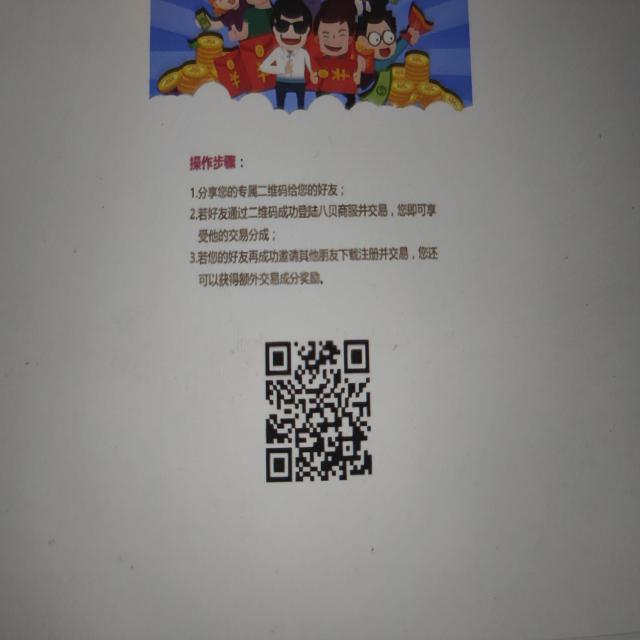 操作步骤：
1.分享您的专属二维码给您的好友；
2.若好友通过二维码成功登陆八贝商服并交易，您即可享
受他的交易分成；
3.若您的好友再成功邀请其他朋友下载注册并交易，您还
可以获得额外交易成分奖励。